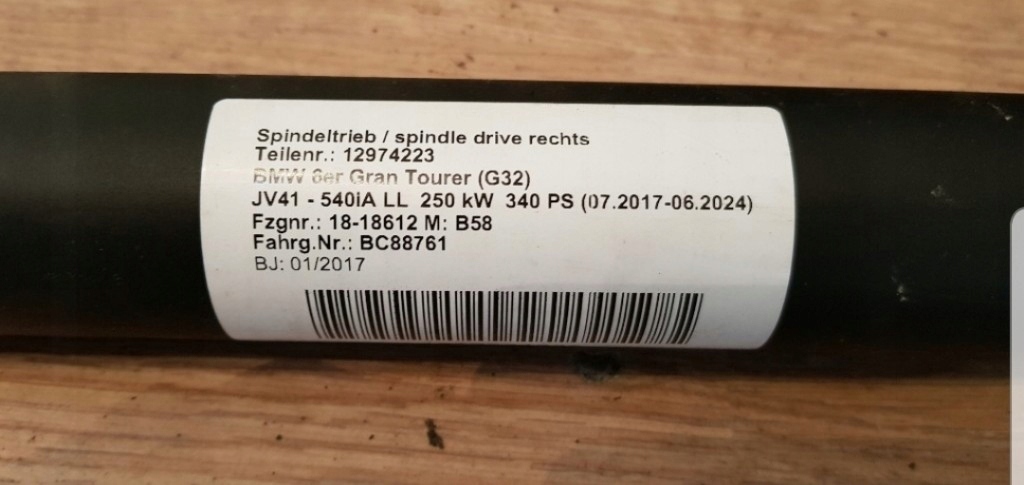 Spindeltrieb / spindle drive rechts
Teilenr.: 12974223
BMW 6er Gran Tourer (G32)
JV41 - 540iA LL 250 kW 340 PS (07.2017-06.2024)
Fzgnr.: 18-18612 M: B58
Fahrg.Nr.: BC88761
BJ: 01/2017